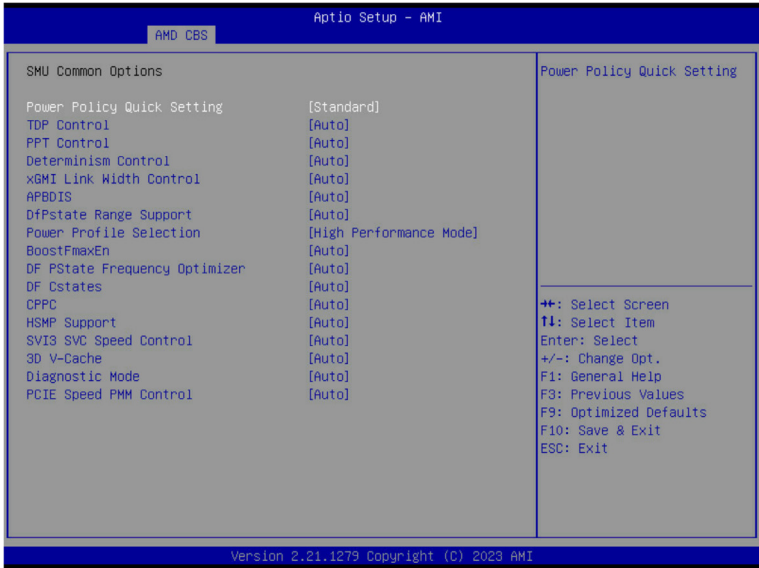 Aptio Setup – AMI
AMD CBS
SMU Common Options
Power Policy Quick Setting [Standard]
TDP Control [Auto]
PPT Control [Auto]
Determinism Control [Auto]
xGMI Link Width Control [Auto]
APBDIS [Auto]
DfPstate Range Support [Auto]
Power Profile Selection [High Performance Mode]
BoostFmaxEn [Auto]
DF PState Frequency Optimizer [Auto]
DF Cstates [Auto]
CPPC [Auto]
HSMP Support [Auto]
SVI3 SVC Speed Control [Auto]
3D V-Cache [Auto]
Diagnostic Mode [Auto]
PCIE Speed PMM Control [Auto]
Power Policy Quick Setting
→←: Select Screen
↑↓: Select Item
Enter: Select
+/-: Change Opt.
F1: General Help
F3: Previous Values
F9: Optimized Defaults
F10: Save & Exit
ESC: Exit
Version 2.21.1279 Copyright (C) 2023 AMI